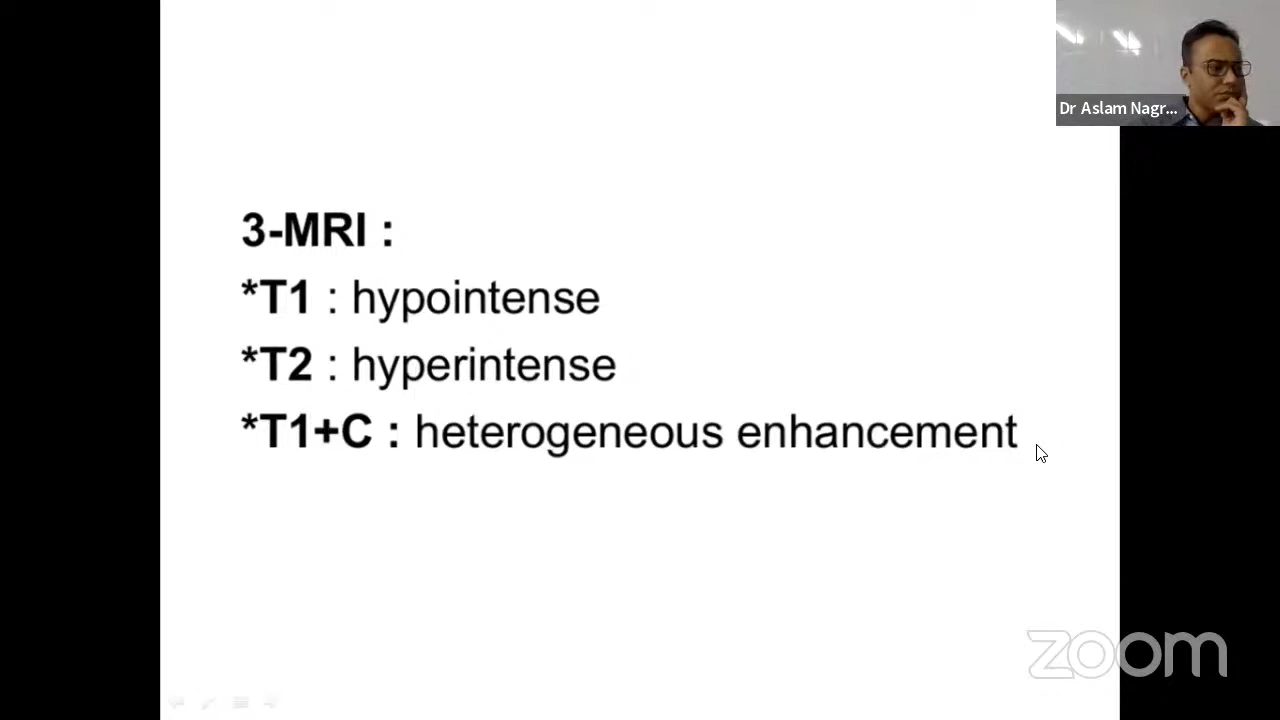 Dr Aslam Nagr...
3-MRI :
*T1 : hypointense
*T2 : hyperintense
*T1+C : heterogeneous enhancement
zoom